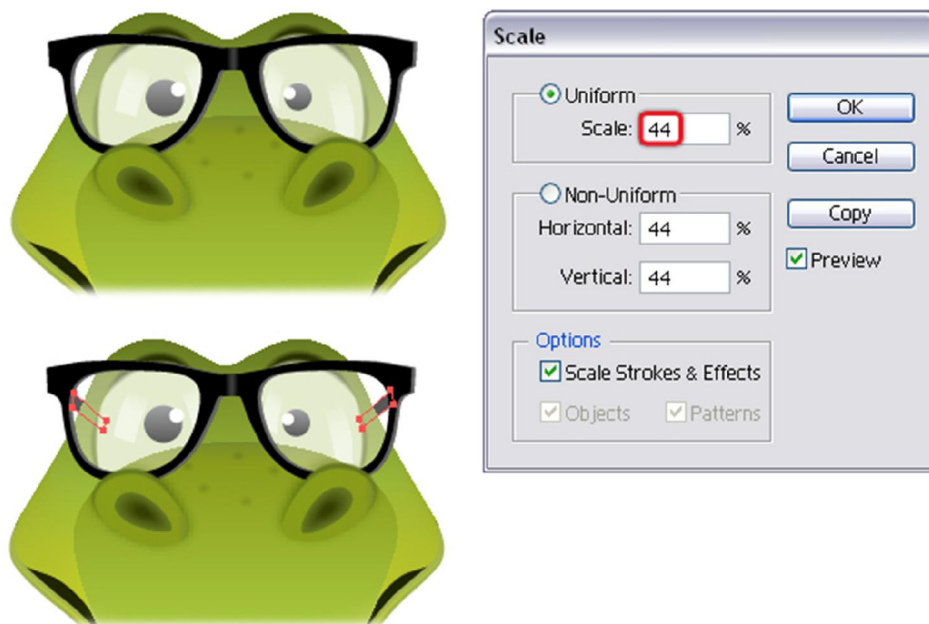 Scale
Uniform
Scale: 44 %
OK
Cancel
Non-Uniform
Horizontal: 44 %
Copy
Vertical: 44 %
Preview
Options
Scale Strokes & Effects
Objects Patterns